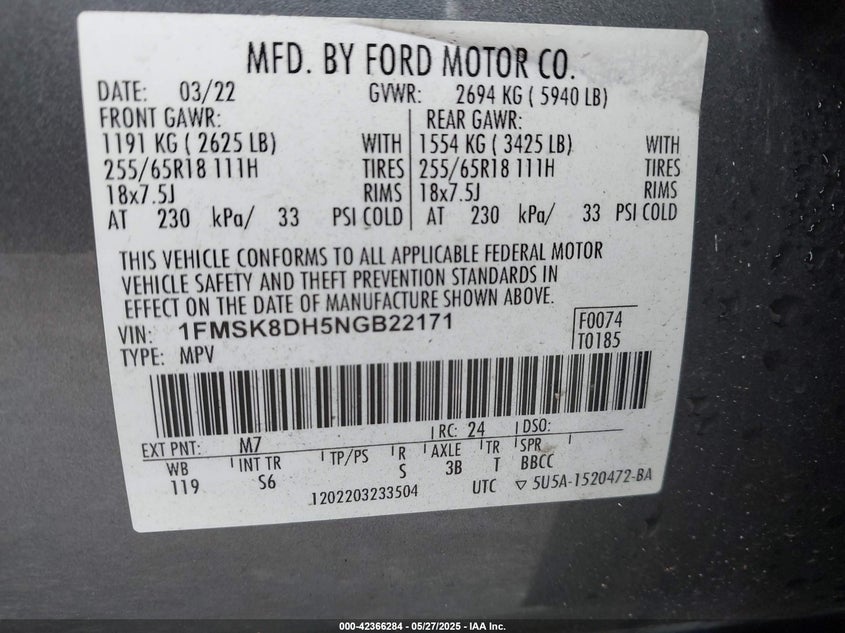 MFD. BY FORD MOTOR CO.
DATE: 03/22 GVWR: 2694 KG ( 5940 LB)
FRONT GAWR: REAR GAWR:
1191 KG ( 2625 LB) WITH 1554 KG ( 3425 LB) WITH
255/65R18 111H TIRES 255/65R18 111H TIRES
18x7.5J RIMS 18x7.5J RIMS
AT 230 kPa/ 33 PSI COLD AT 230 kPa/ 33 PSI COLD
THIS VEHICLE CONFORMS TO ALL APPLICABLE FEDERAL MOTOR
VEHICLE SAFETY AND THEFT PREVENTION STANDARDS IN
EFFECT ON THE DATE OF MANUFACTURE SHOWN ABOVE.
VIN: 1FMSK8DH5NGB22171 F0074
TYPE: MPV T0185
EXT PNT: M7 RC: 24 DSO:
WB INT TR TP/PS R AXLE TR SPR
119 S6 S 3B T BBCC
1202203233504 UTC ▽ 5U5A-1520472-BA
000-42366284 - 05/27/2025 - IAA Inc.